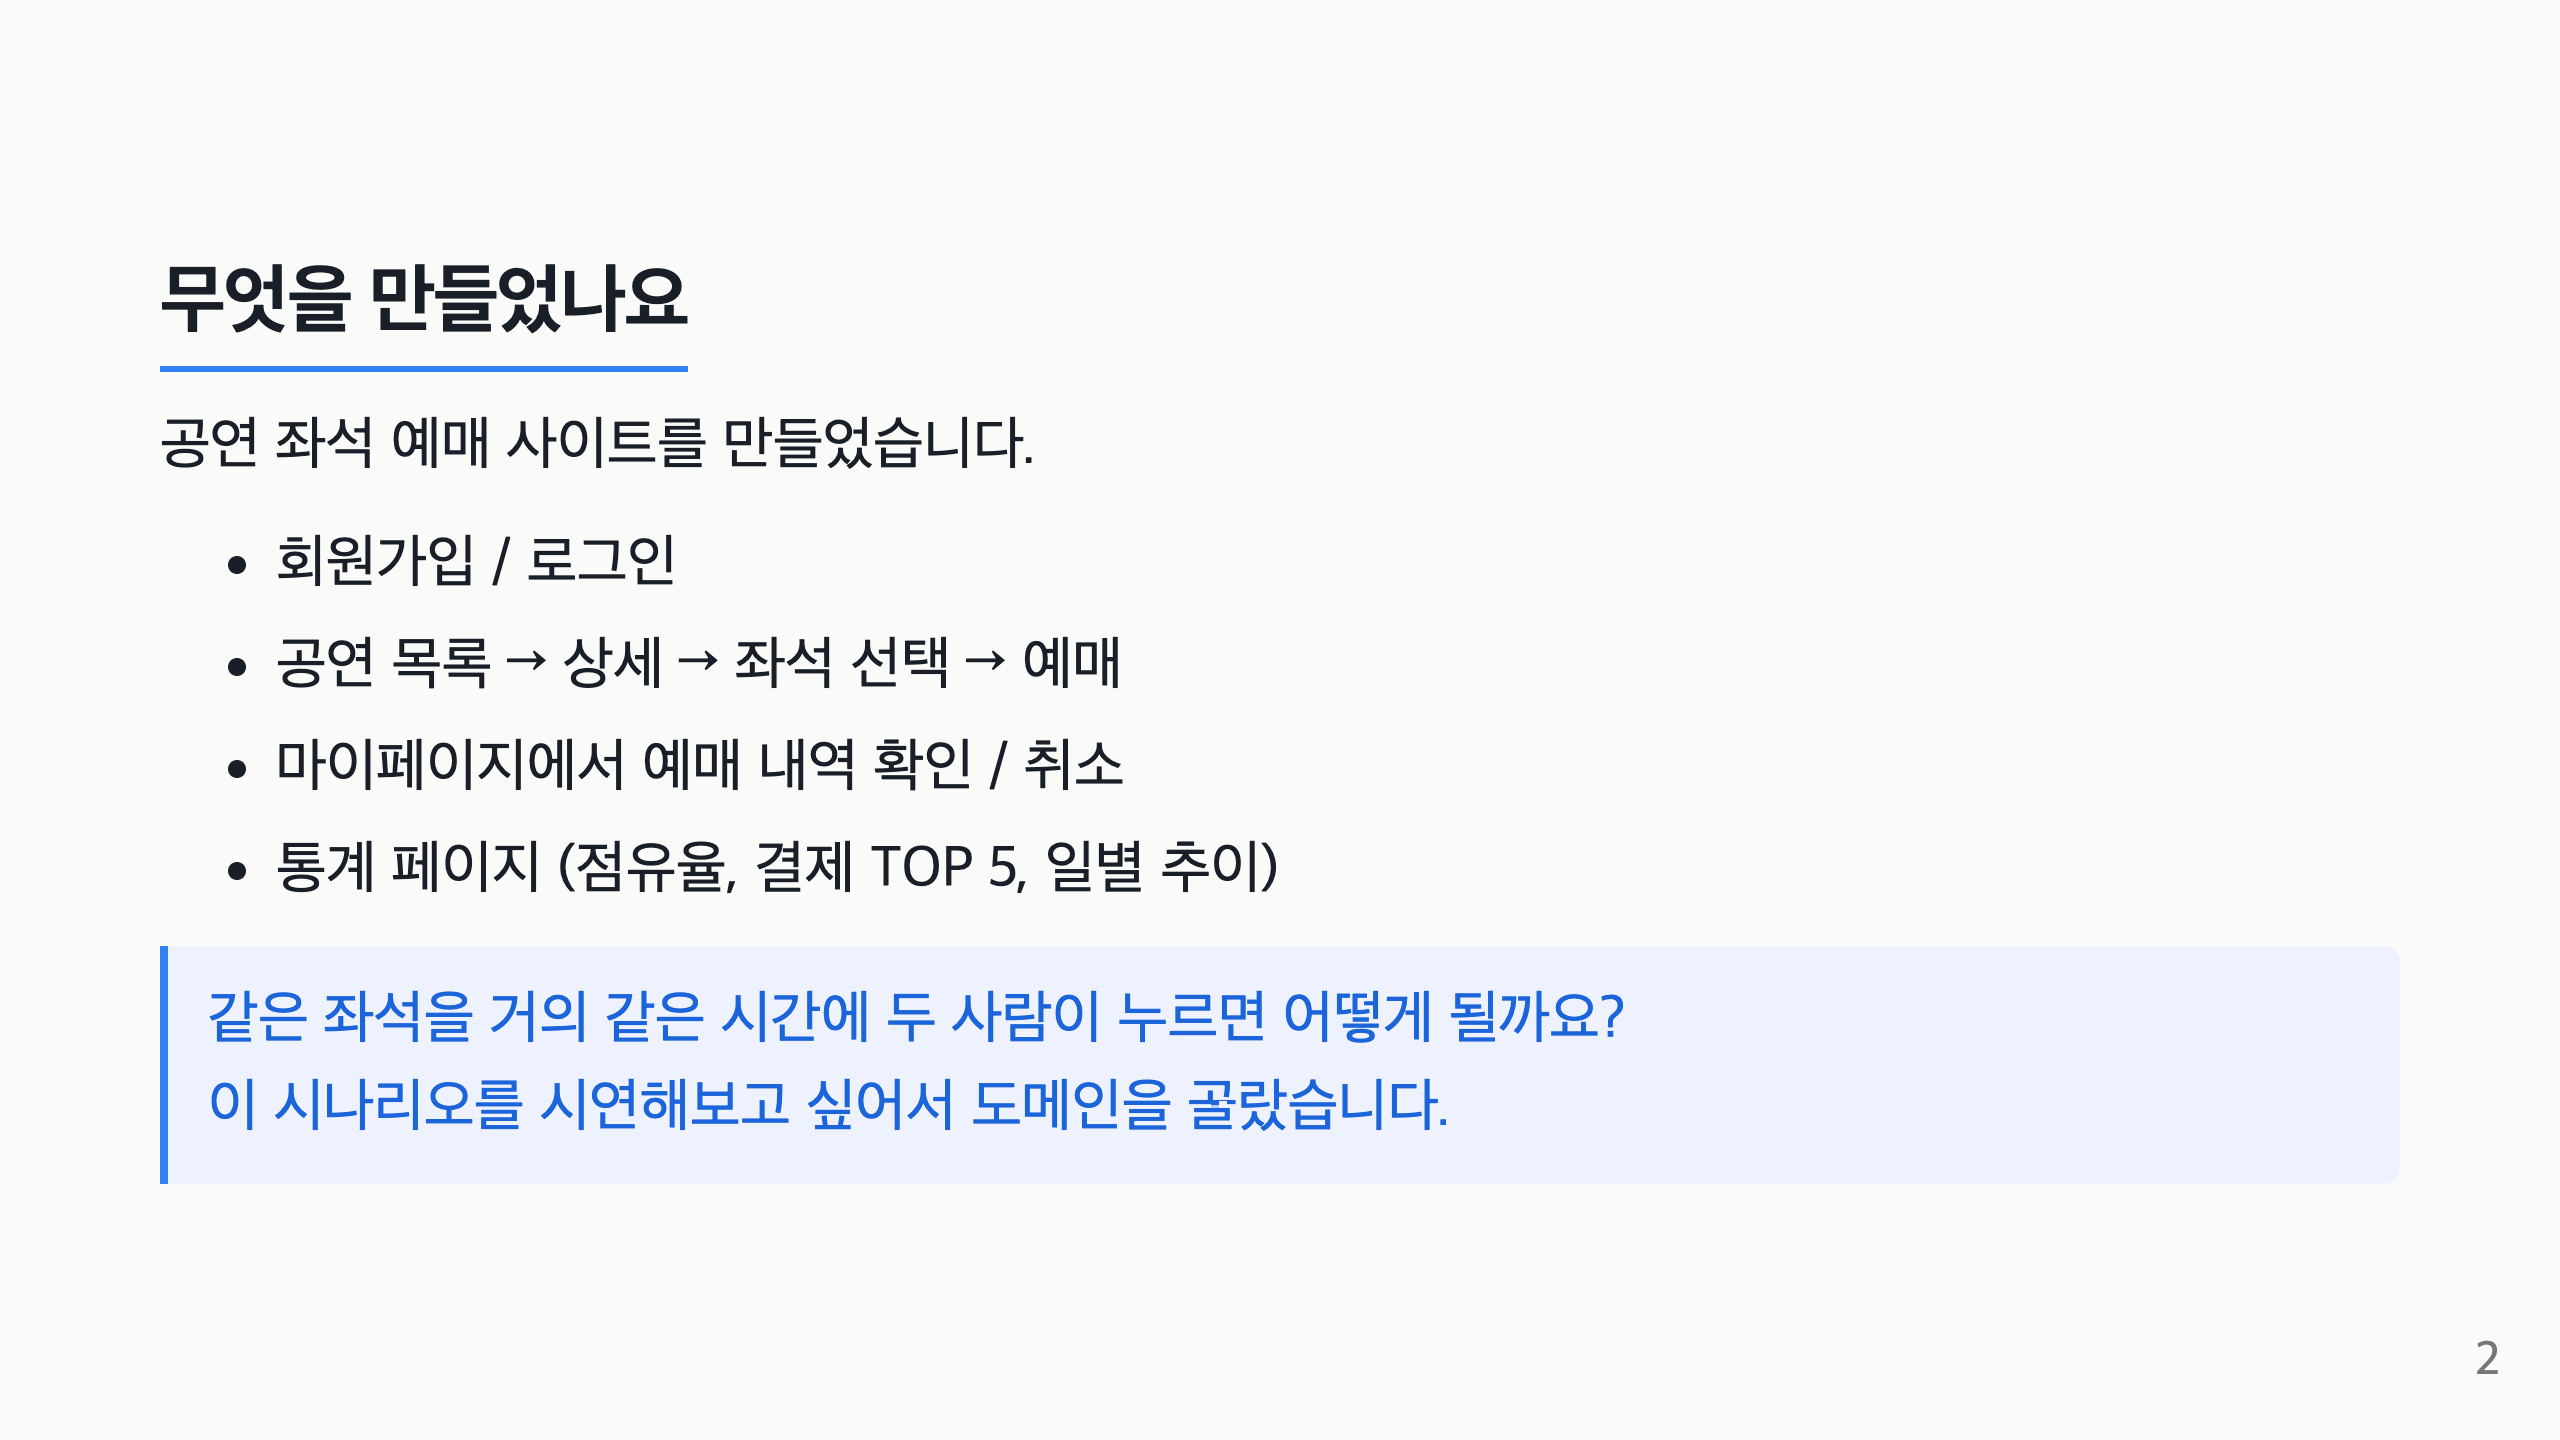 무엇을 만들었나요
공연 좌석 예매 사이트를 만들었습니다.
• 회원가입 / 로그인
• 공연 목록 → 상세 → 좌석 선택 → 예매
• 마이페이지에서 예매 내역 확인 / 취소
• 통계 페이지 (점유율, 결제 TOP 5, 일별 추이)
같은 좌석을 거의 같은 시간에 두 사람이 누르면 어떻게 될까요?
이 시나리오를 시연해보고 싶어서 도메인을 골랐습니다.
2